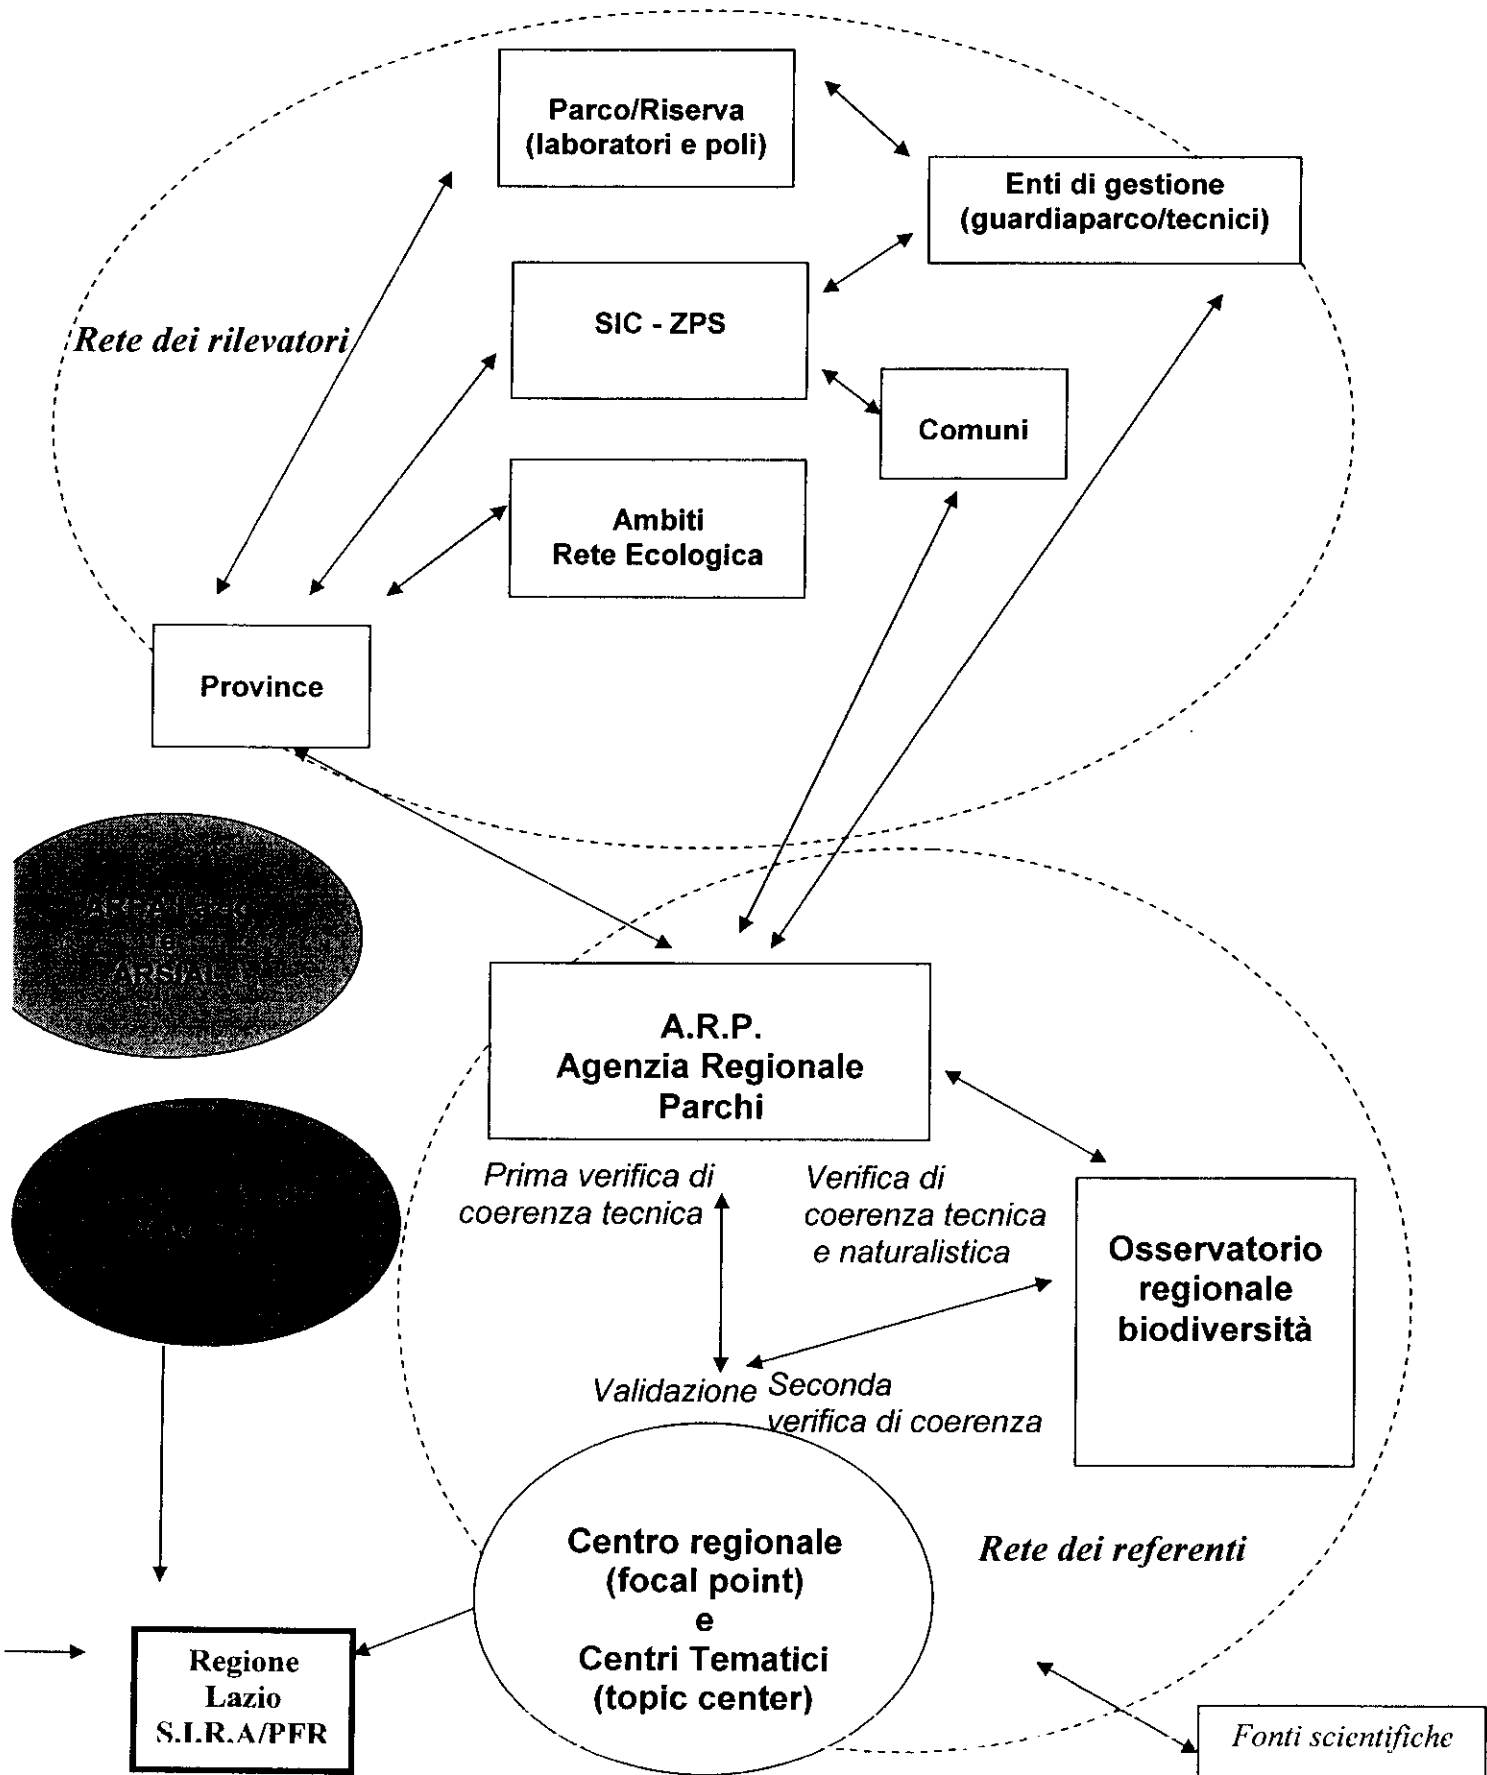 Parco/Riserva
(laboratori e poli)
Enti di gestione
(guardiaparco/tecnici)
Rete dei rilevatori
SIC - ZPS
Comuni
Ambiti
Rete Ecologica
Province
e
ARSIAL
A.R.P.
Agenzia Regionale
Parchi
Prima verifica di
coerenza tecnica
Verifica di
coerenza tecnica
e naturalistica
Osservatorio
regionale
biodiversità
Validazione
Seconda
verifica di coerenza
Centro regionale
(focal point)
e
Centri Tematici
(topic center)
Rete dei referenti
Regione
Lazio
S.I.R.A/PFR
Fonti scientifiche